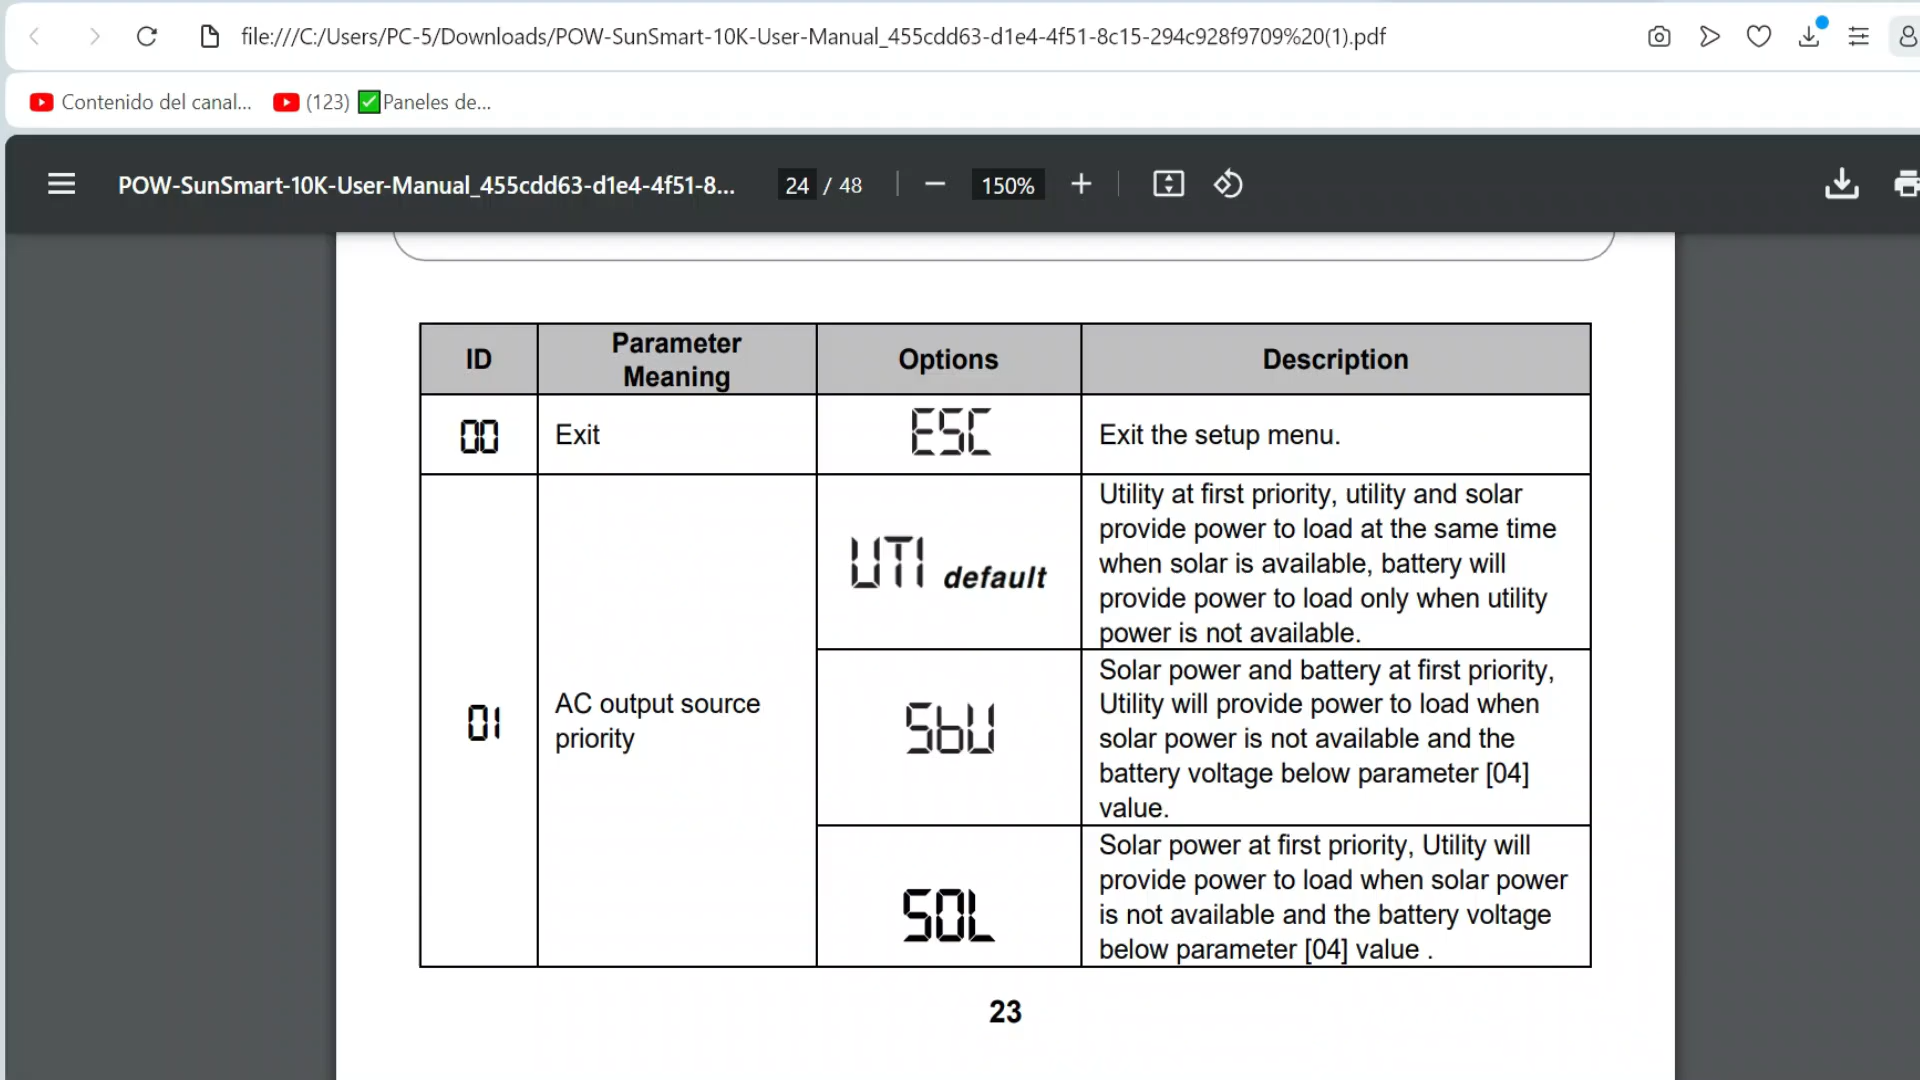 file:///C:/Users/PC-5/Downloads/POW-SunSmart-10K-User-Manual_455cdd63-d1e4-4f51-8c15-294c928f9709%20(1).pdf
Contenido del canal... (123) ✅Paneles de...
POW-SunSmart-10K-User-Manual_455cdd63-d1e4-4f51-8... 24 / 48 150%
ID Parameter Meaning Options Description
00 Exit ESC Exit the setup menu.
01
AC output source
priority
UTI default
Utility at first priority, utility and solar
provide power to load at the same time
when solar is available, battery will
provide power to load only when utility
power is not available.
SbU
Solar power and battery at first priority,
Utility will provide power to load when
solar power is not available and the
battery voltage below parameter [04]
value.
SOL
Solar power at first priority, Utility will
provide power to load when solar power
is not available and the battery voltage
below parameter [04] value .
23